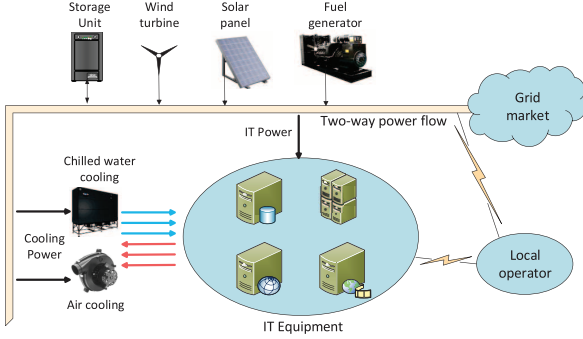 Storage
Unit
Wind
turbine
Solar
panel
Fuel
generator
Grid
market
Two-way power flow
IT Power
Chilled water
cooling
Cooling
Power
Air cooling
Local
operator
IT Equipment